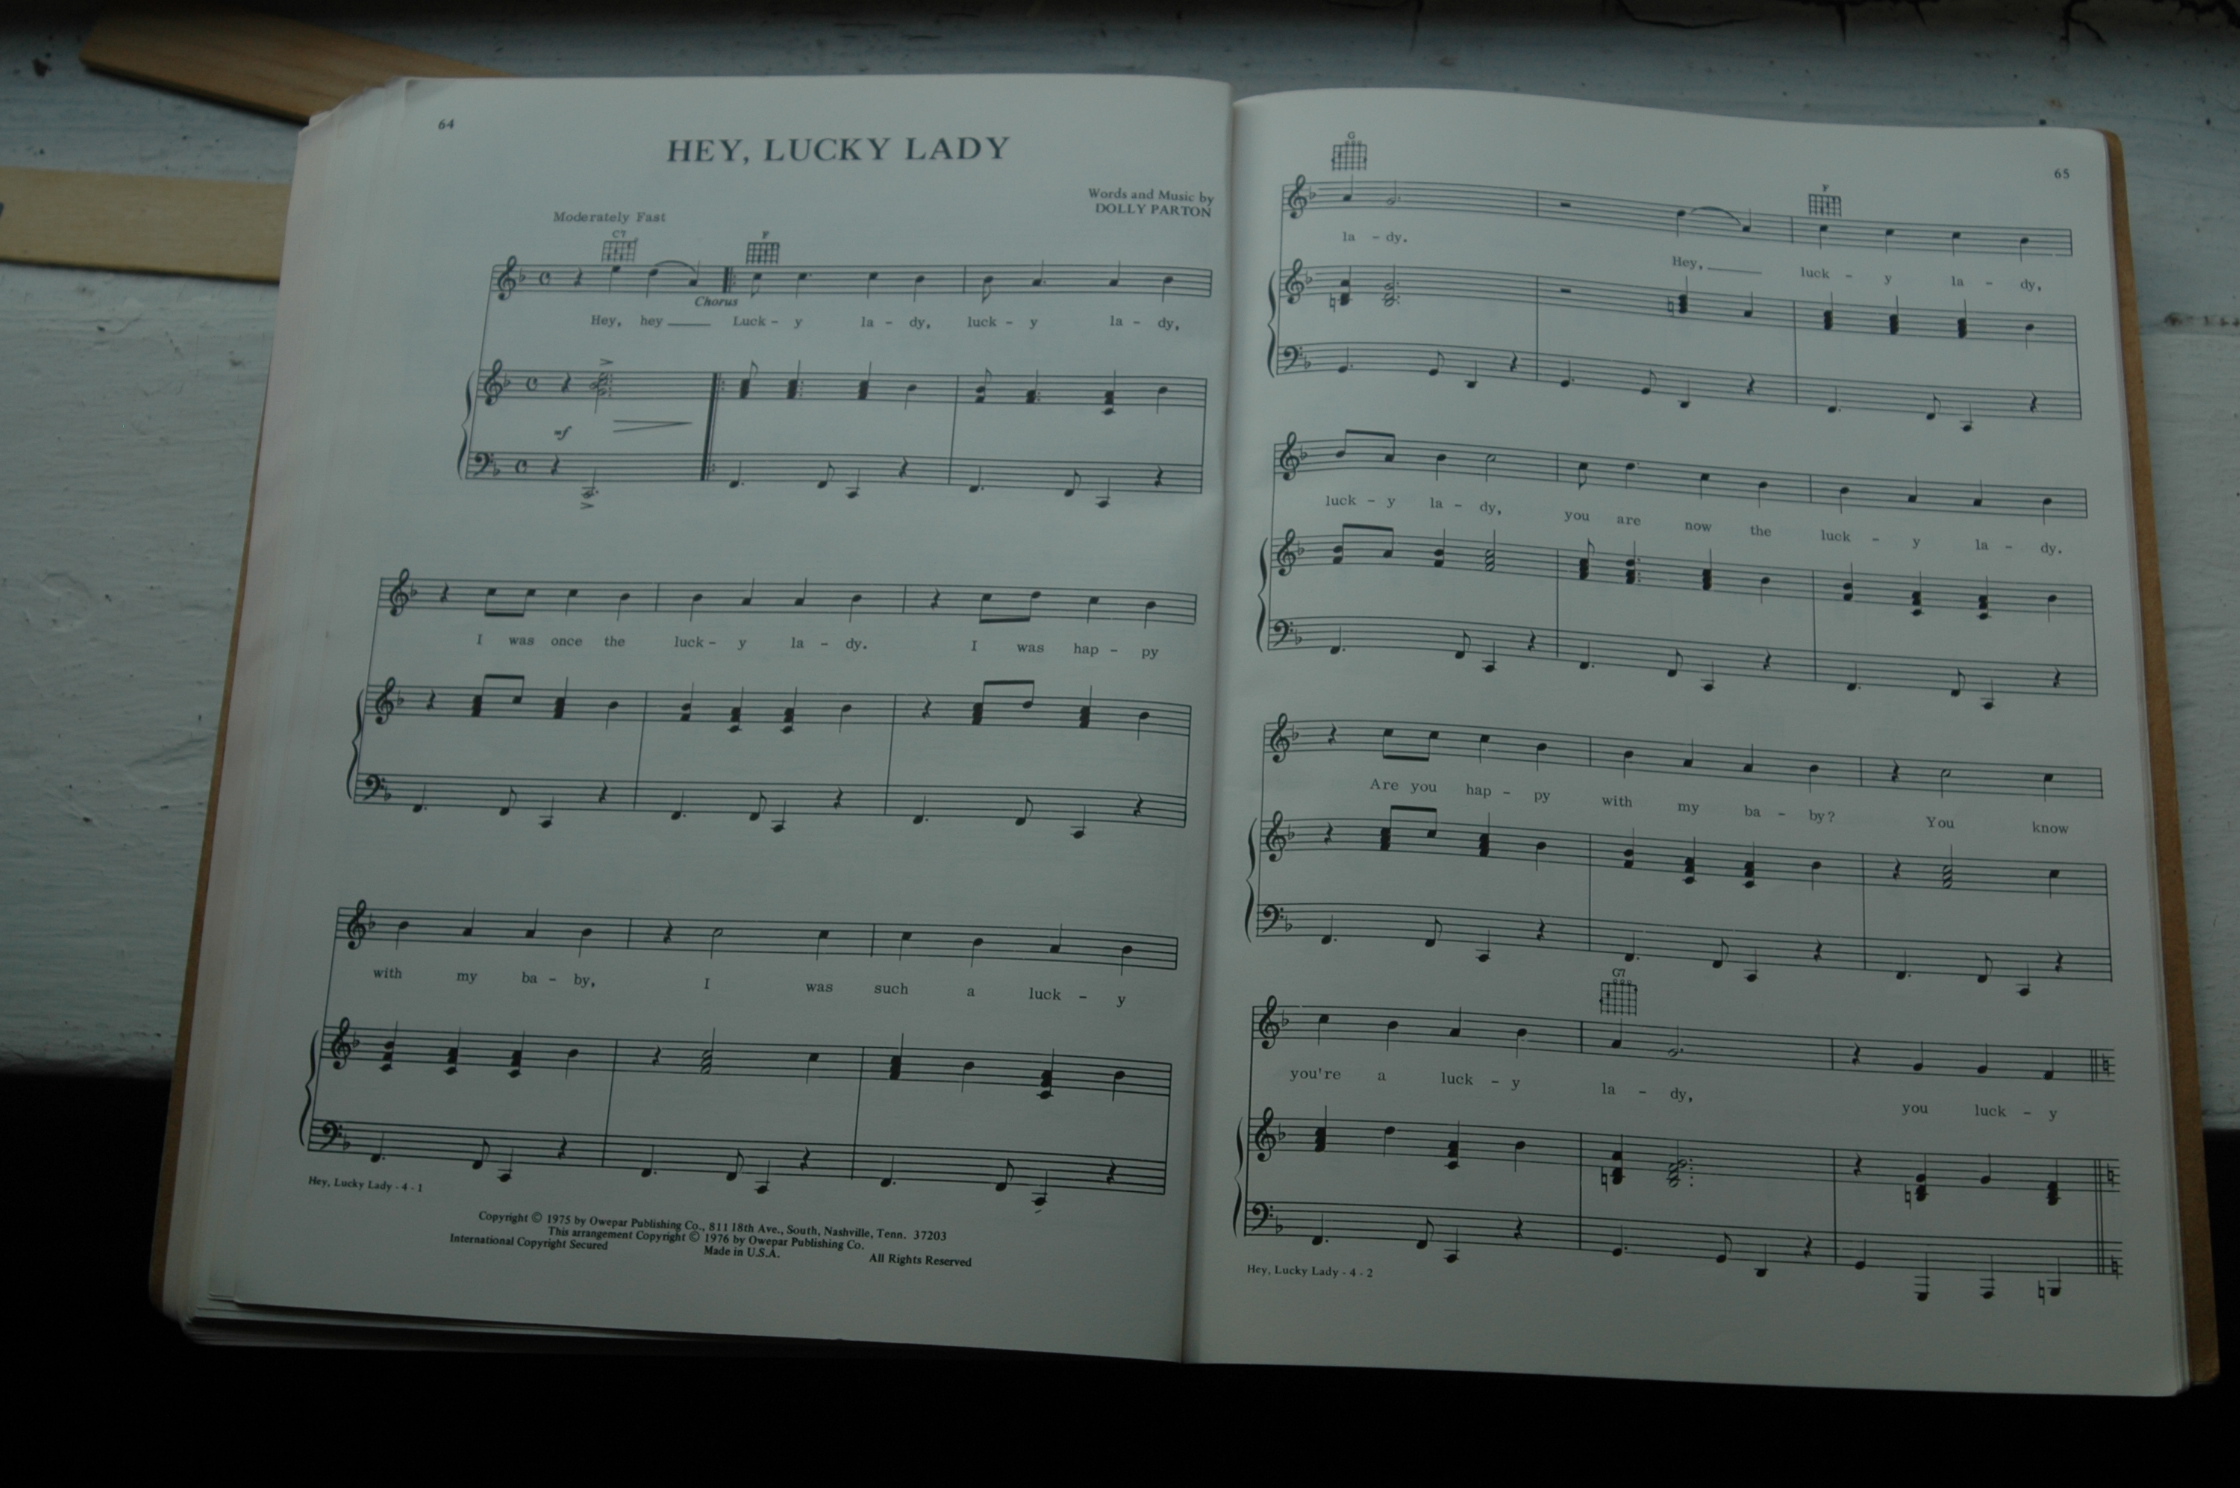 64
HEY, LUCKY LADY
Words and Music by
DOLLY PARTON
Moderately Fast
C7 F
Chorus
Hey, hey Luck - y la - dy, luck - y la - dy,
mf
I was once the luck - y la - dy. I was hap - py
with my ba - by, I was such a luck - y
Hey, Lucky Lady - 4 - 1
Copyright © 1975 by Owepar Publishing Co., 811 18th Ave., South, Nashville, Tenn. 37203
This arrangement Copyright © 1976 by Owepar Publishing Co.
International Copyright Secured Made in U.S.A. All Rights Reserved
65
G F
la - dy. Hey, luck - y la - dy,
luck - y la - dy, you are now the luck - y la - dy.
Are you hap - py with my ba - by? You know
G7
you're a luck - y la - dy, you luck - y
Hey, Lucky Lady - 4 - 2